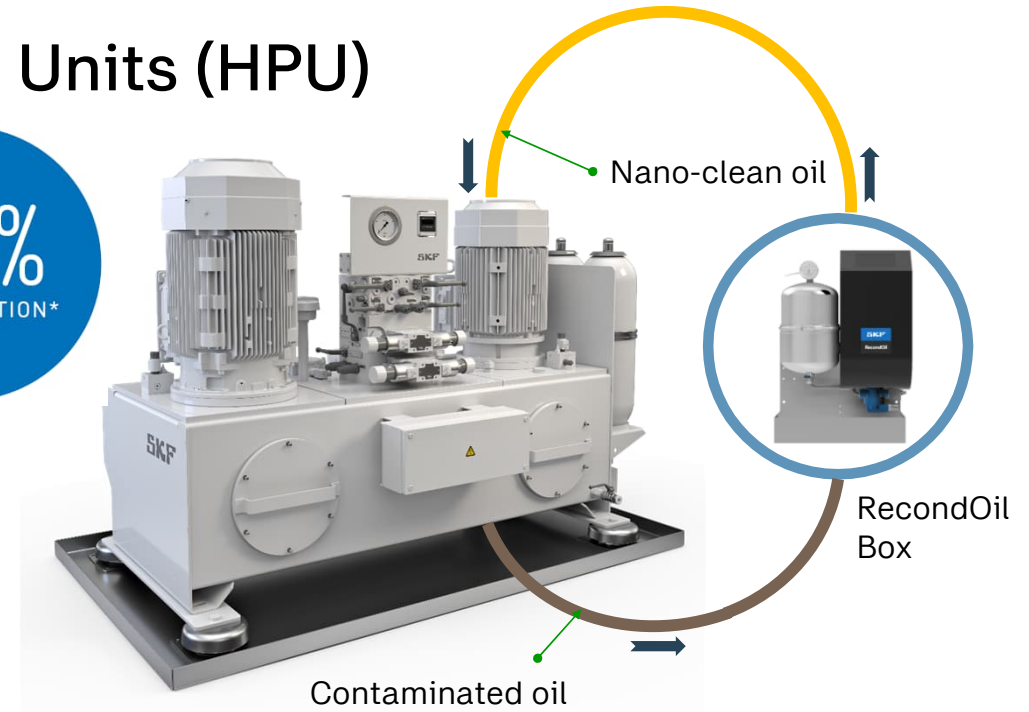 Units (HPU)
%
TION*
Nano-clean oil
SKF
SKF
RecondOil
SKF
RecondOil
Box
Contaminated oil